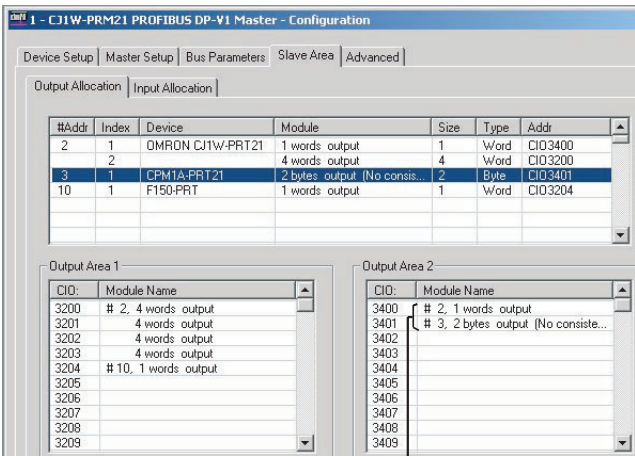 1 - CJ1W-PRM21 PROFIBUS DP-V1 Master - Configuration
Device Setup Master Setup Bus Parameters Slave Area Advanced
Output Allocation Input Allocation
#Addr Index Device Module Size Type Addr
2 1 OMRON CJ1W-PRT21 1 words output 1 Word CIO3400
2 4 words output 4 Word CIO3200
3 1 CPM1A-PRT21 2 bytes output (No consis... 2 Byte CIO3401
10 1 F150-PRT 1 words output 1 Word CIO3204
Output Area 1
CIO: Module Name
3200 # 2, 4 words output
3201 4 words output
3202 4 words output
3203 4 words output
3204 #10, 1 words output
3205
3206
3207
3208
3209
Output Area 2
CIO: Module Name
3400 # 2, 1 words output
3401 # 3, 2 bytes output (No consiste...
3402
3403
3404
3405
3406
3407
3408
3409